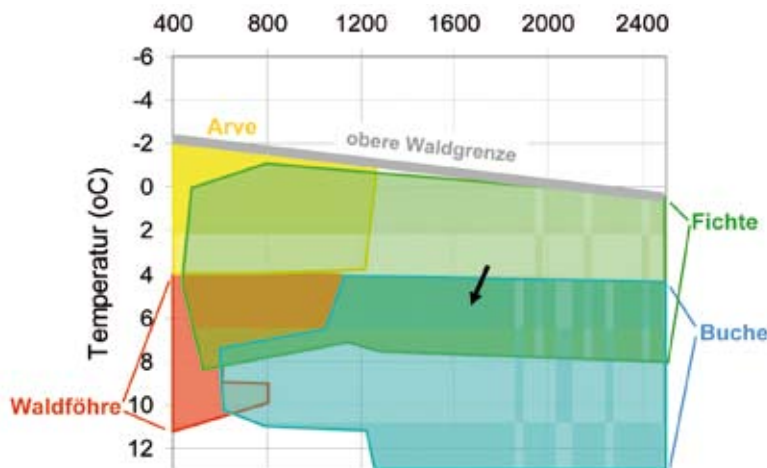 400 800 1200 1600 2000 2400
-6
-4
Arve
obere Waldgrenze
-2
0
Temperatur (oC)
2
Fichte
4
6
Buche
8
Waldföhre
10
12